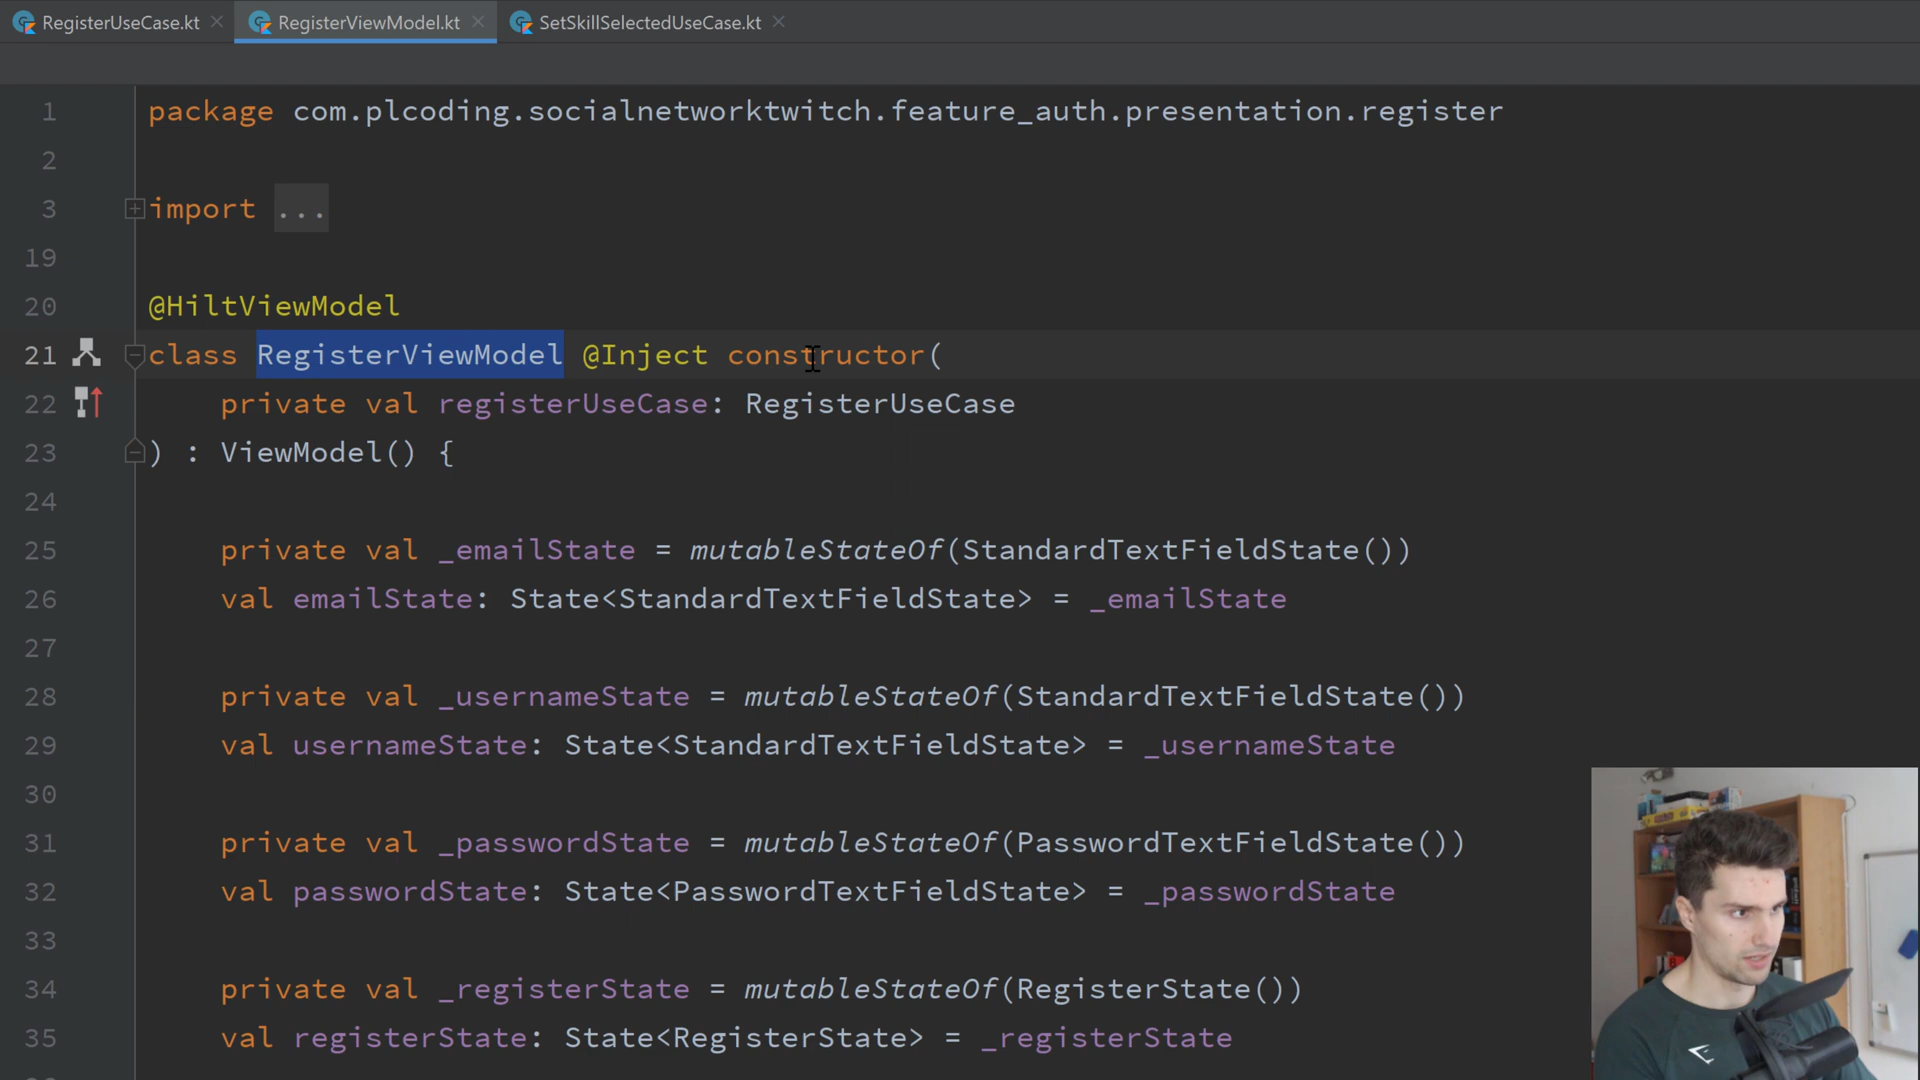 RegisterUseCase.kt
RegisterViewModel.kt
SetSkillSelectedUseCase.kt
1 package com.plcoding.socialnetworktwitch.feature_auth.presentation.register
2
3 import ...
19
20 @HiltViewModel
21 class RegisterViewModel @Inject constructor(
22 private val registerUseCase: RegisterUseCase
23 ) : ViewModel() {
24
25 private val _emailState = mutableStateOf(StandardTextFieldState())
26 val emailState: State<StandardTextFieldState> = _emailState
27
28 private val _usernameState = mutableStateOf(StandardTextFieldState())
29 val usernameState: State<StandardTextFieldState> = _usernameState
30
31 private val _passwordState = mutableStateOf(PasswordTextFieldState())
32 val passwordState: State<PasswordTextFieldState> = _passwordState
33
34 private val _registerState = mutableStateOf(RegisterState())
35 val registerState: State<RegisterState> = _registerState